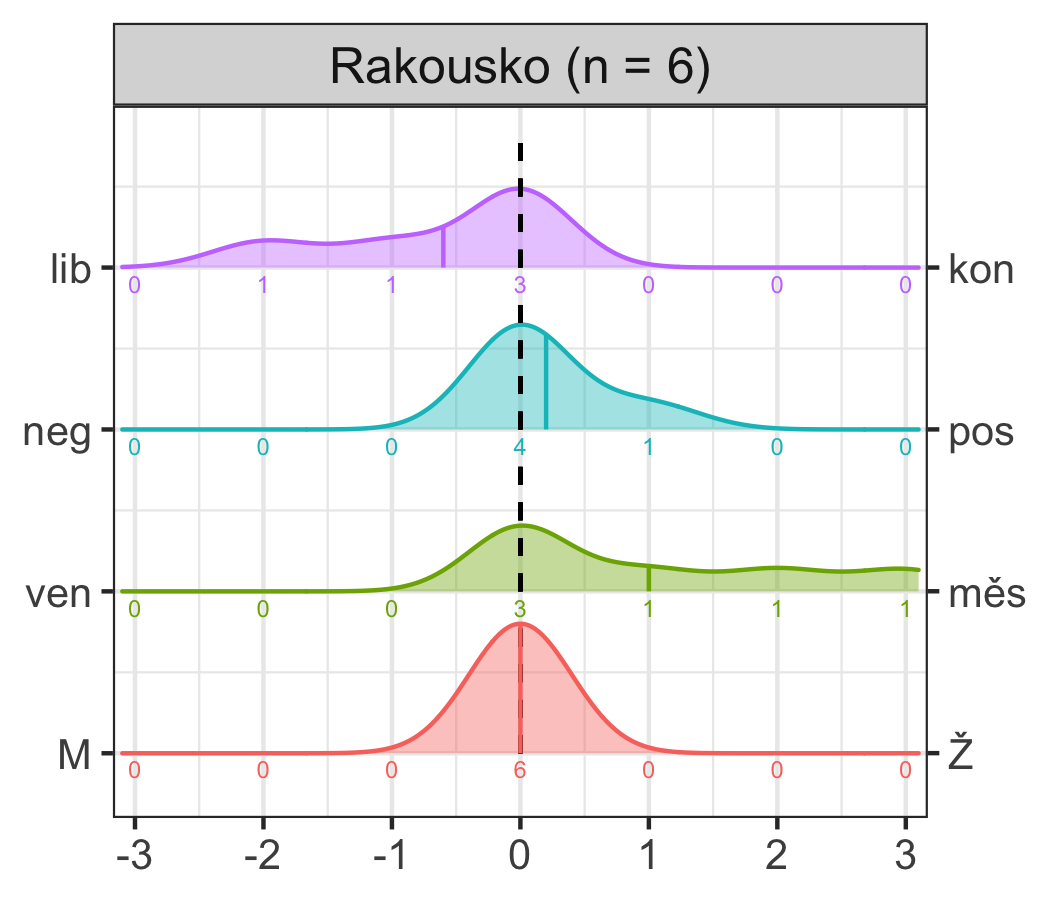 Rakousko (n = 6)
lib kon
0 1 1 3 0 0 0
neg pos
0 0 0 4 1 0 0
ven měs
0 0 0 3 1 1 1
M Ž
0 0 0 6 0 0 0
-3 -2 -1 0 1 2 3